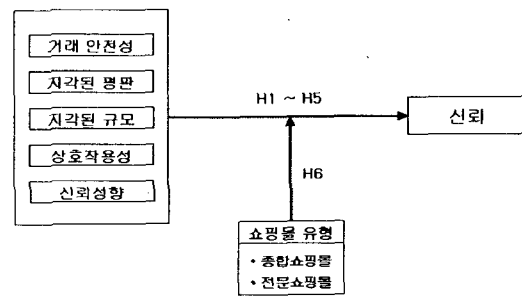 거래 안전성
지각된 명판
지각된 규모
상호작용성
신뢰성향
H1 ~ H5
신뢰
H6
쇼핑몰 유형
• 종합쇼핑몰
• 전문쇼핑몰